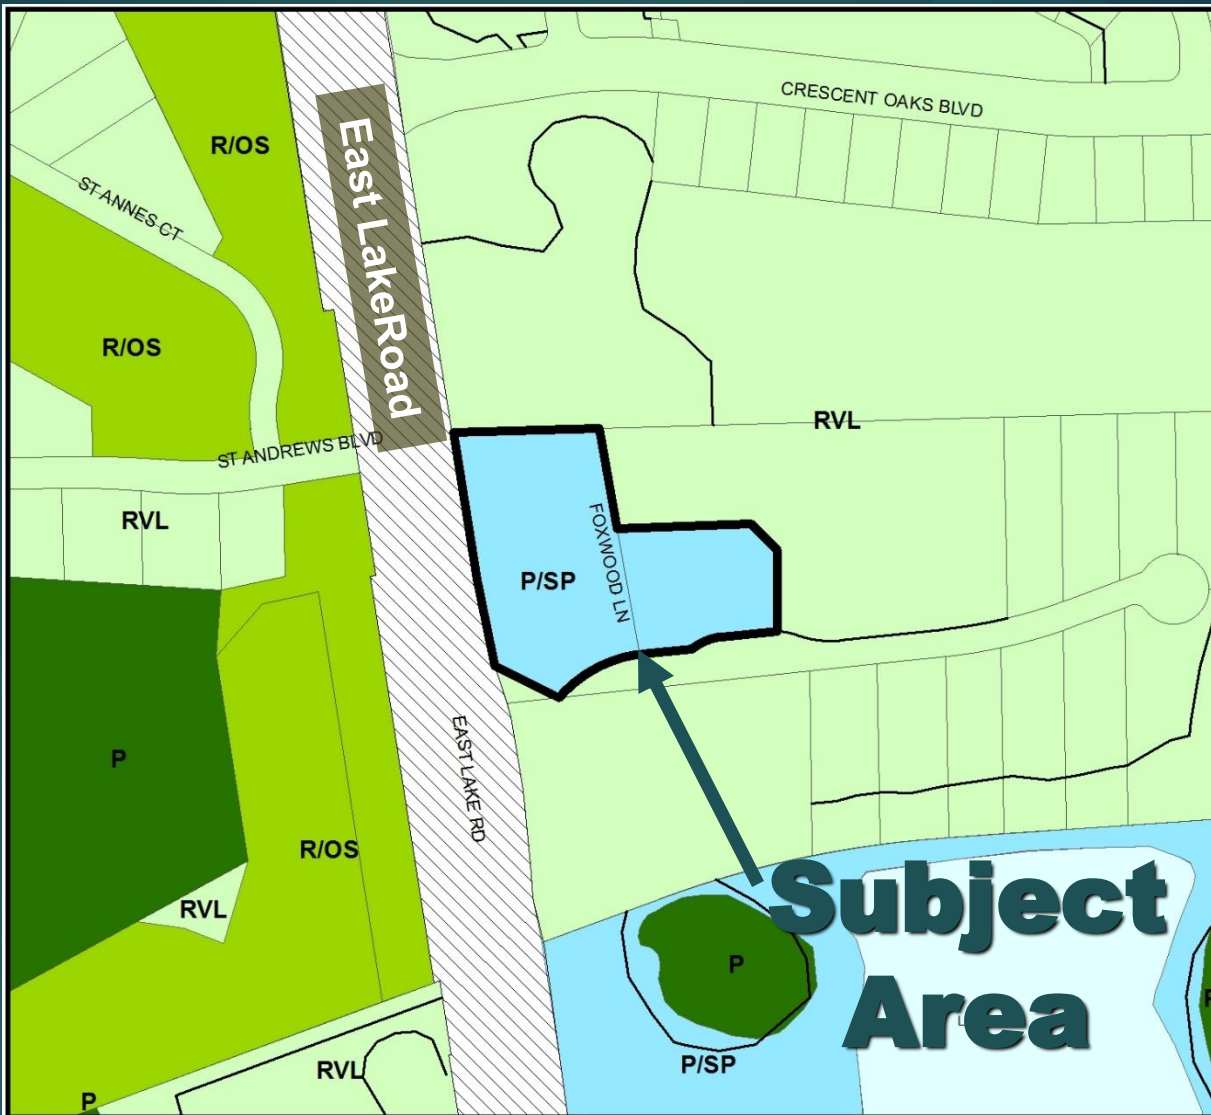 CRESCENT OAKS BLVD
R/OS
East LakeRoad
ST ANNES CT
R/OS
RVL
ST ANDREWS BLVD
RVL
FOXWOOD LN
P/SP
P
EAST LAKE RD
R/OS
Subject
Area
RVL
P
P
P/SP
RVL
P